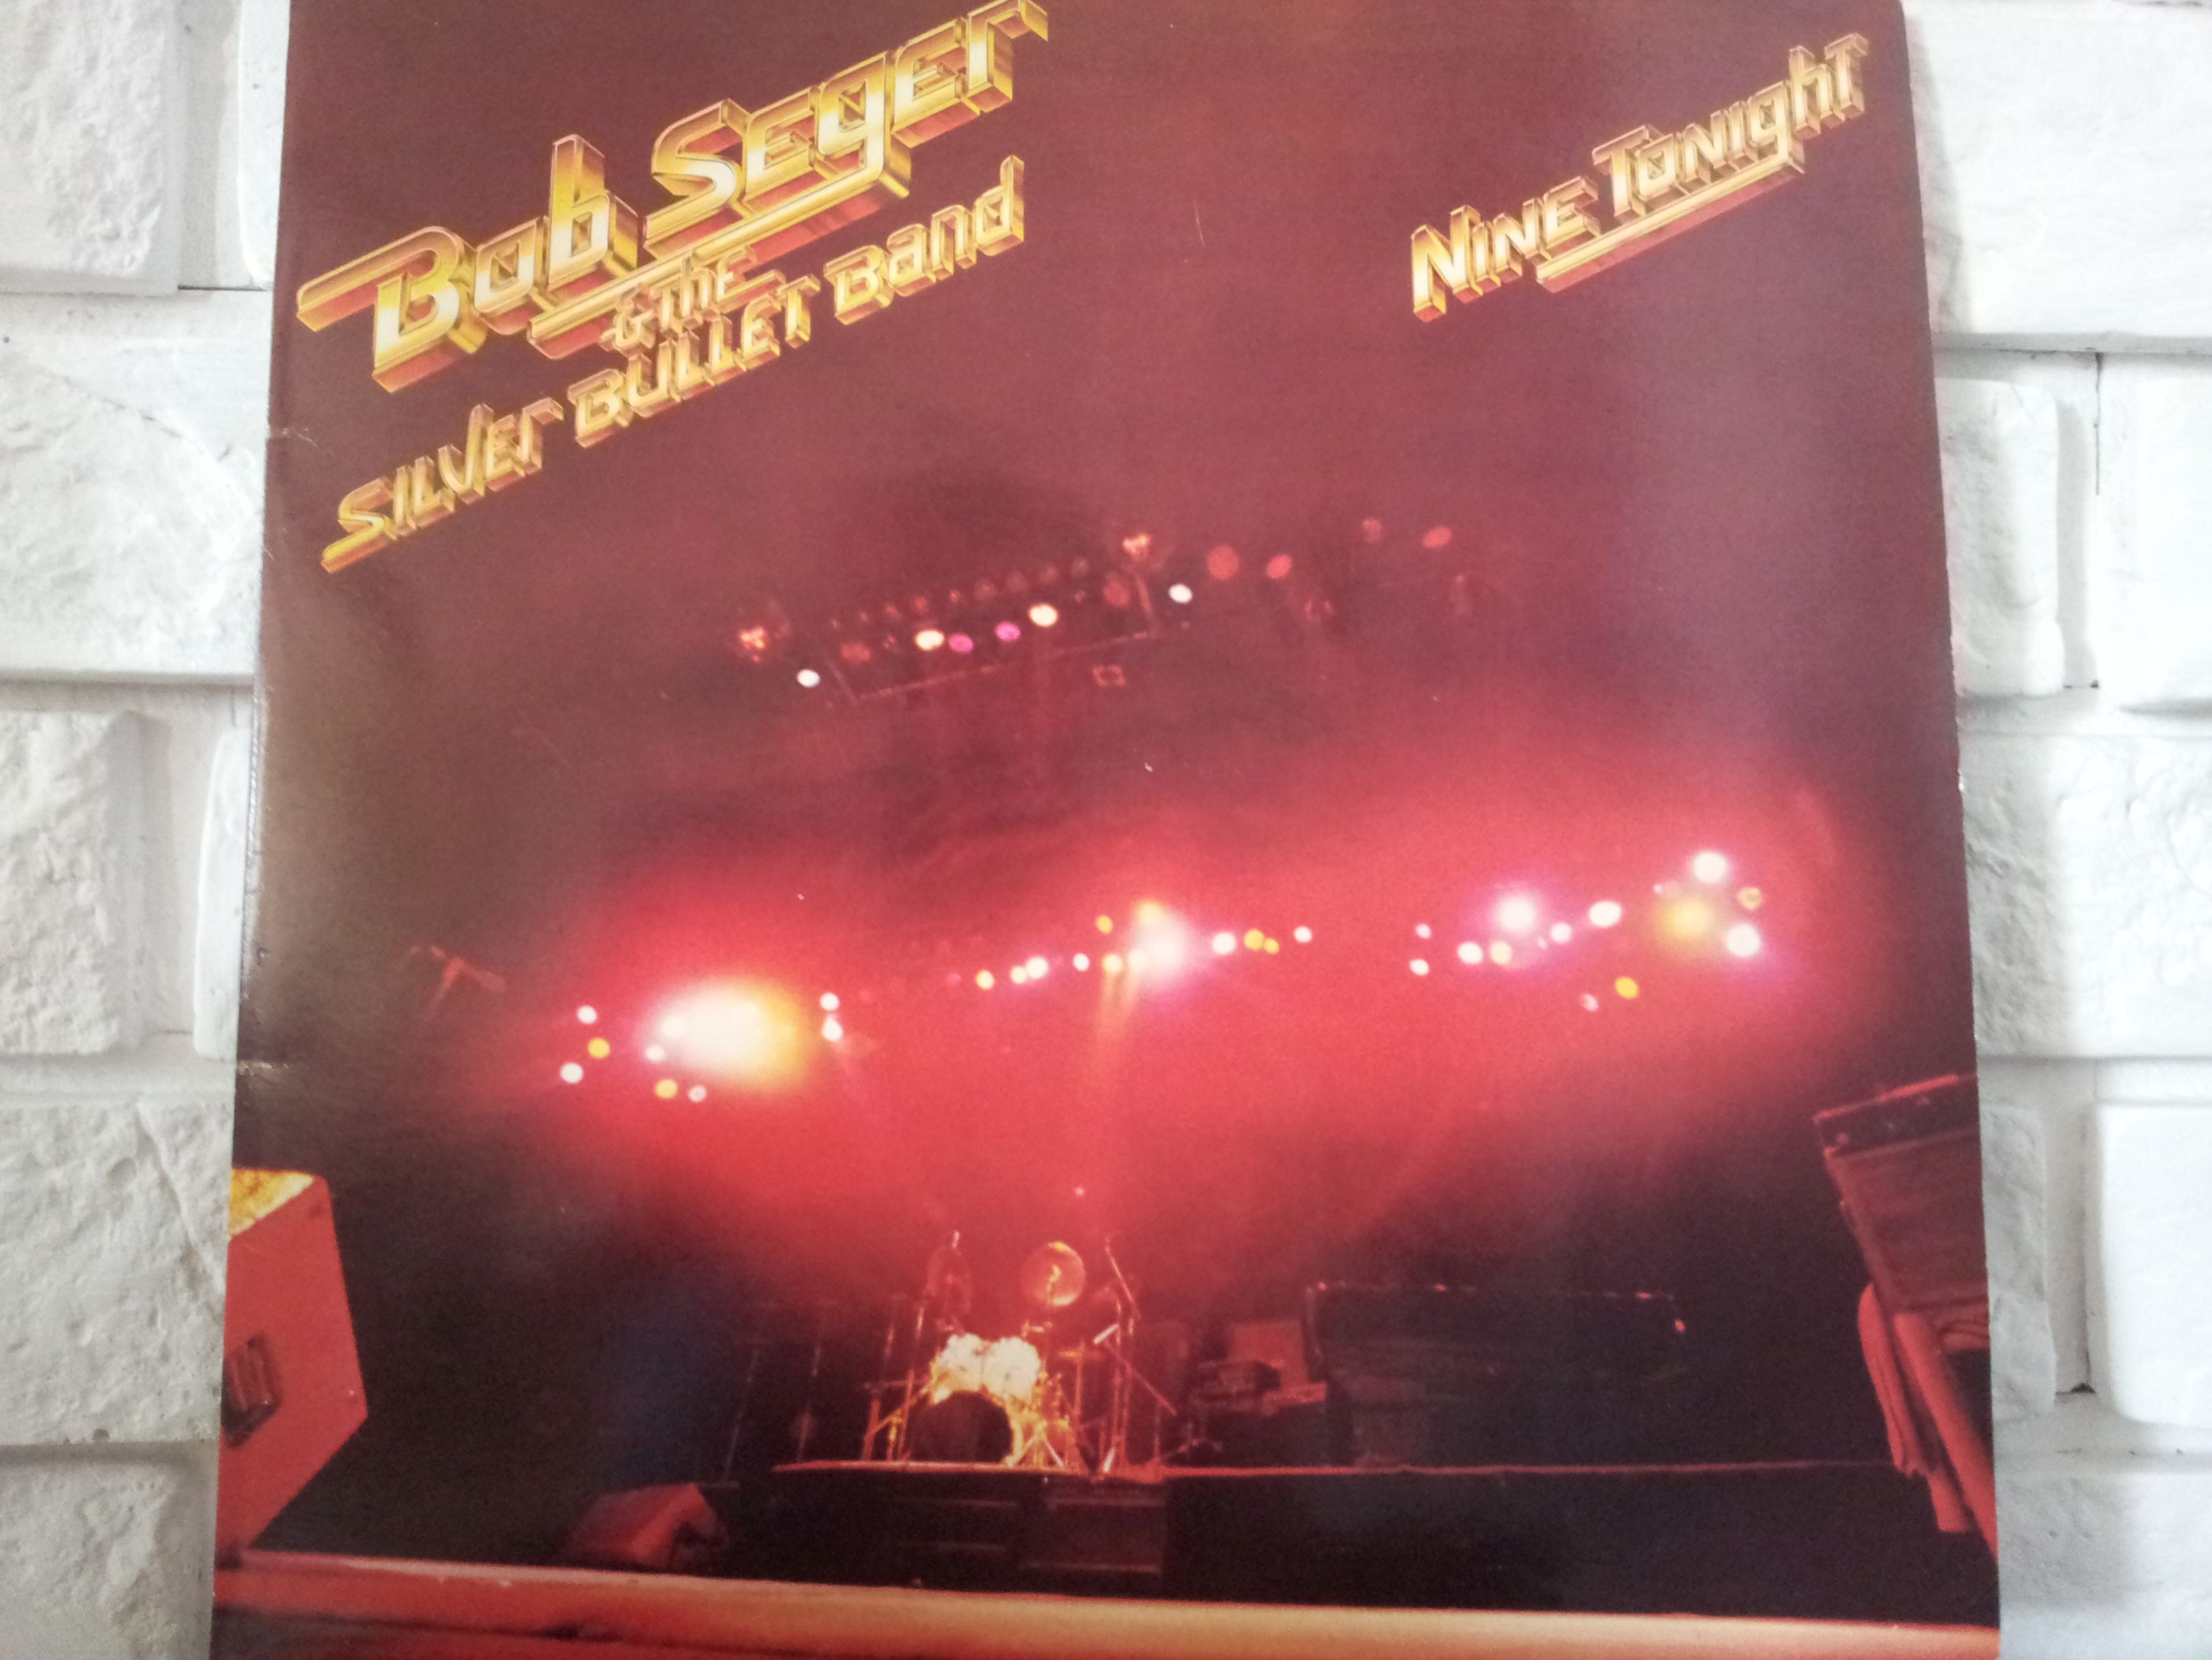 Bob Seger
& the
Silver Bullet Band
Nine Tonight